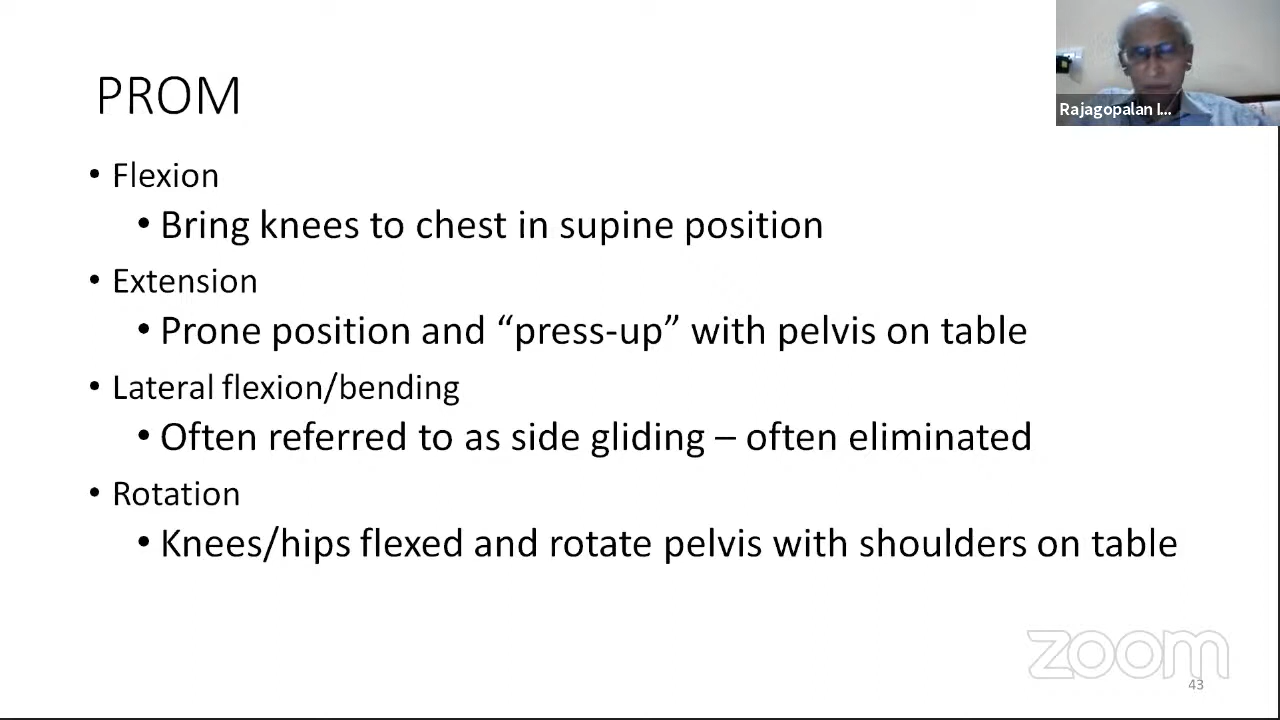 PROM
• Flexion
• Bring knees to chest in supine position
• Extension
• Prone position and “press-up” with pelvis on table
• Lateral flexion/bending
• Often referred to as side gliding – often eliminated
• Rotation
• Knees/hips flexed and rotate pelvis with shoulders on table
Rajagopalan I...
zoom
43